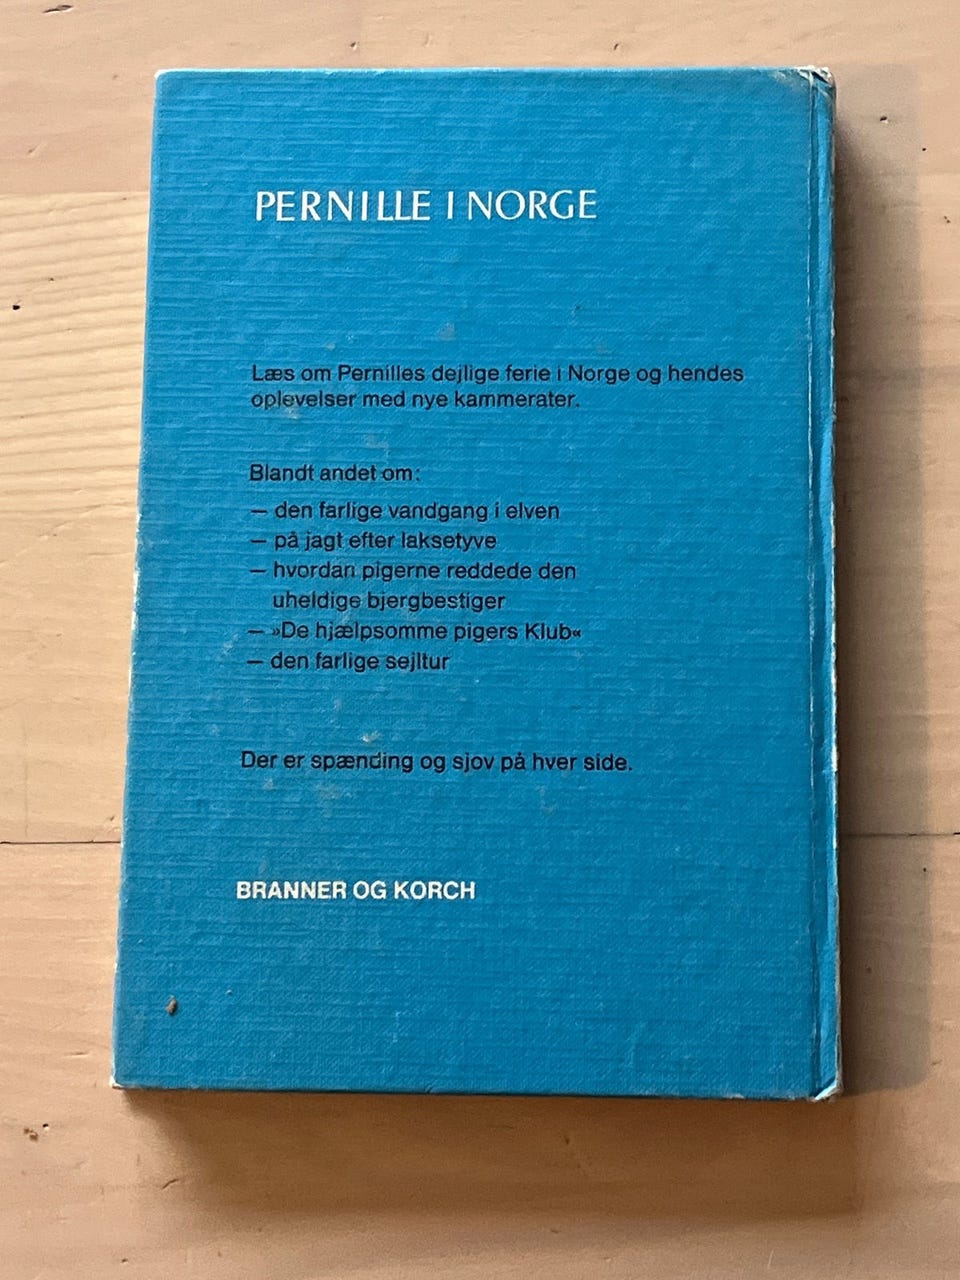 PERNILLE I NORGE
Læs om Pernilles dejlige ferie i Norge og hendes
oplevelser med nye kammerater.
Blandt andet om:
— den farlige vandgang i elven
— på jagt efter laksetyve
— hvordan pigerne reddede den
uheldige bjergbestiger
— »De hjælpsomme pigers Klub«
— den farlige sejltur
Der er spænding og sjov på hver side.
BRANNER OG KORCH